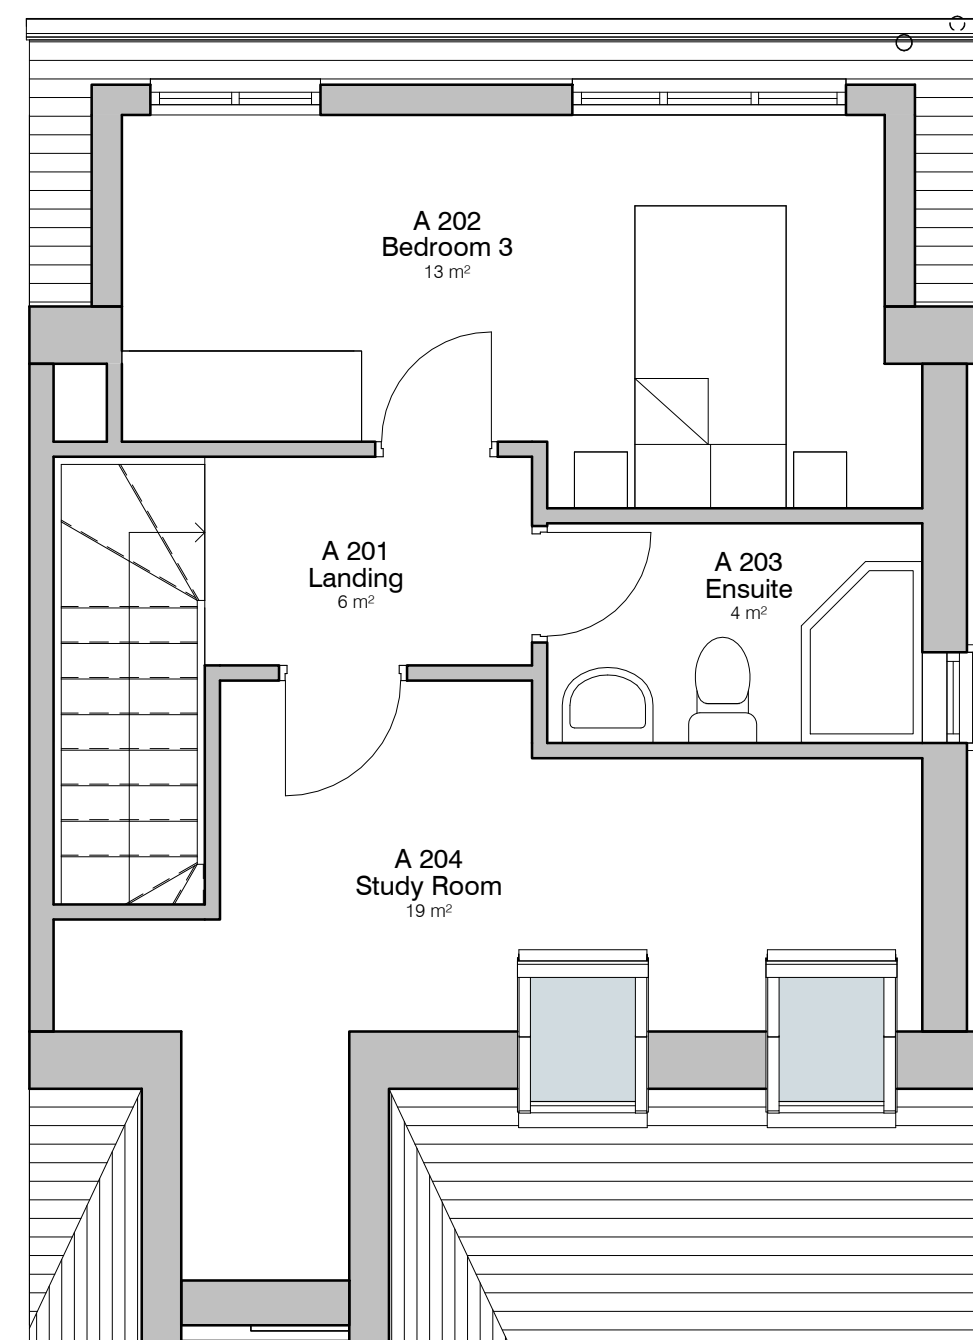 A 202
Bedroom 3
13 m²
A 201
Landing
6 m²
A 203
Ensuite
4 m²
A 204
Study Room
19 m²